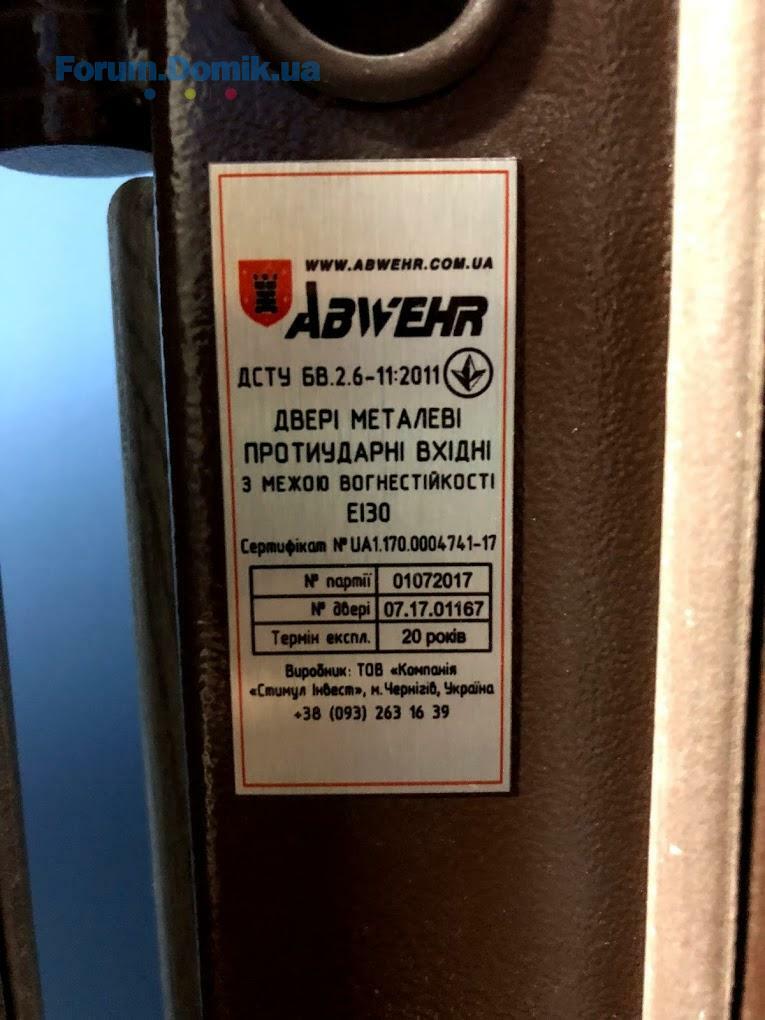 Forum.Domik.ua
WWW.ABWEHR.COM.UA
ABWEHR
ДСТУ БВ.2.6-11:2011
ДВЕРІ МЕТАЛЕВІ
ПРОТИУДАРНІ ВХІДНІ
З МЕЖОЮ ВОГНЕСТІЙКОСТІ
ЕІ30
Сертифікат № UA1.170.0004741-17
№ партії 01072017
№ двері 07.17.01167
Термін експл. 20 років
Виробник: ТОВ «Компанія
«Стимул Інвест», м. Чернігів, Україна
+38 (093) 263 16 39